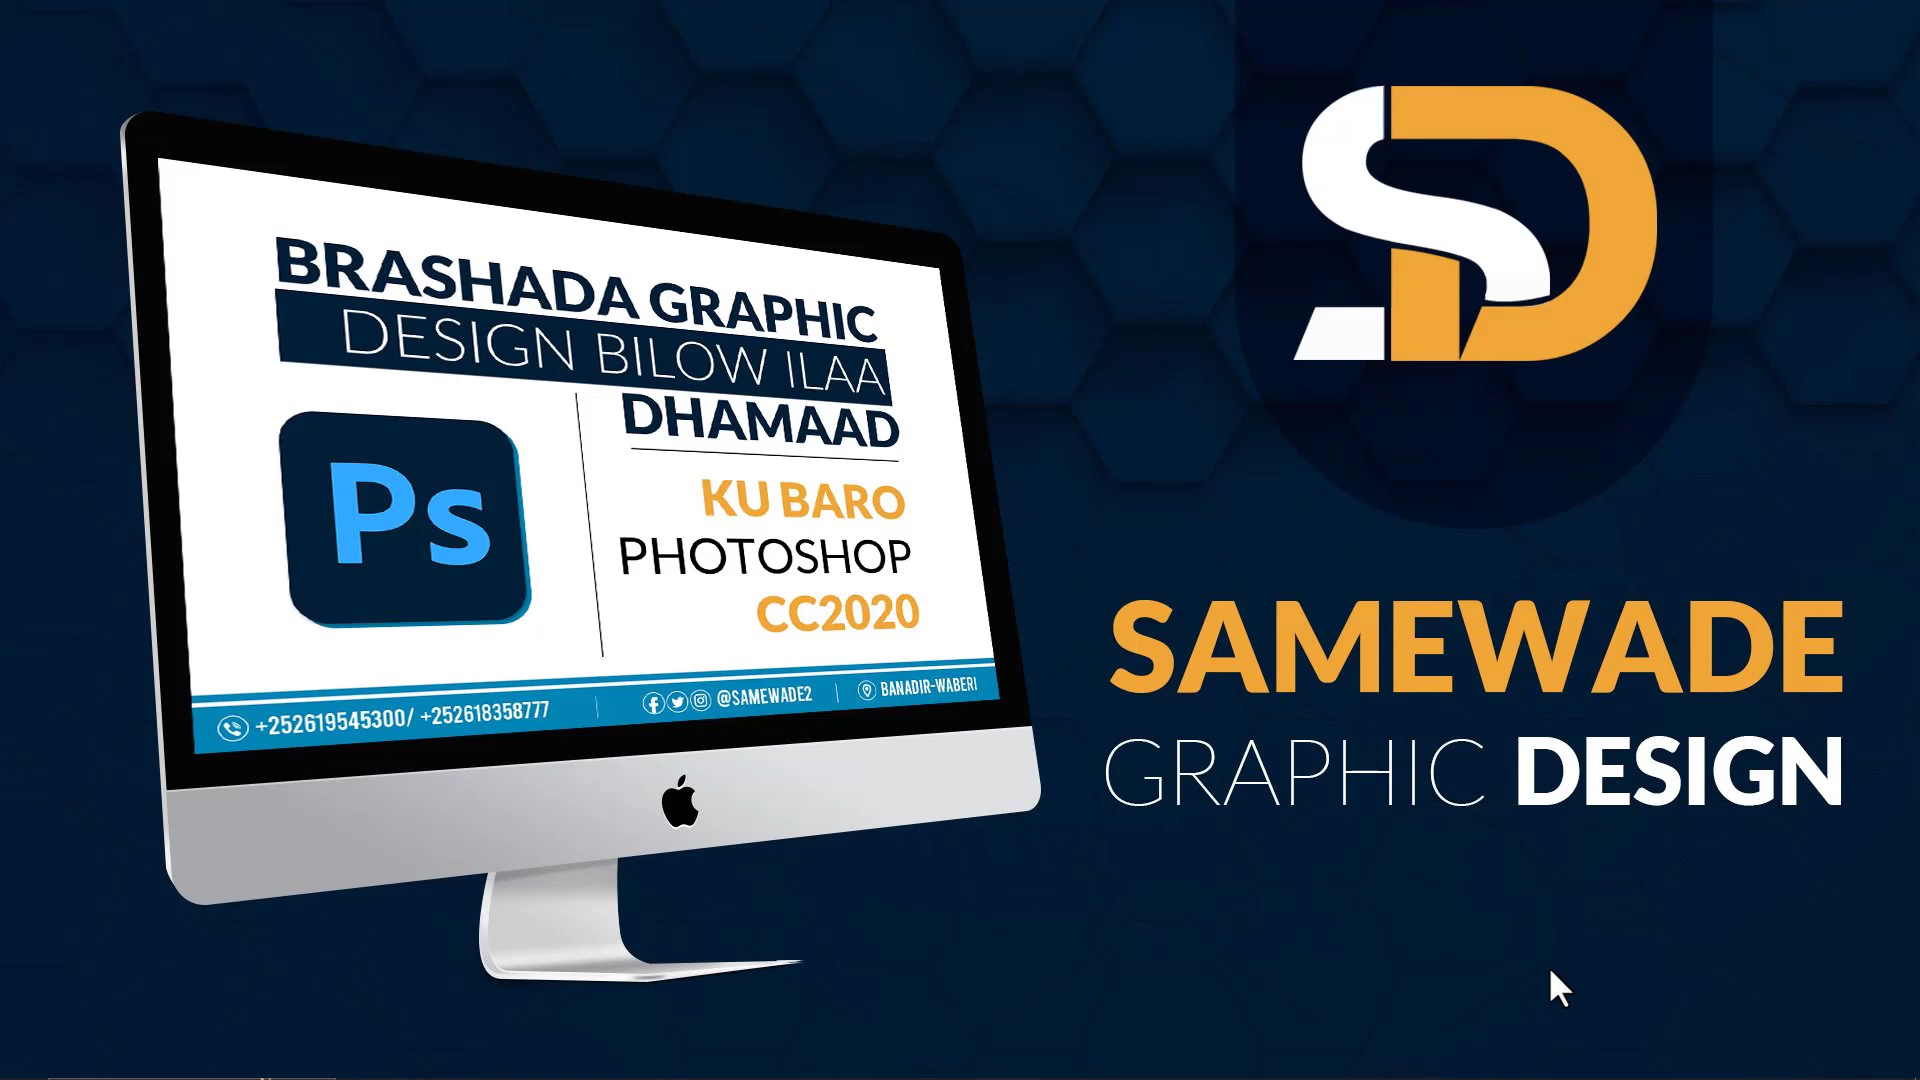 BRASHADA GRAPHIC
DESIGN BILOW ILAA
DHAMAAD
Ps
KU BARO
PHOTOSHOP
CC2020
+252619545300/ +252618358777
@SAMEWADE2
BANADIR-WABERI
SD
SAMEWADE
GRAPHIC DESIGN